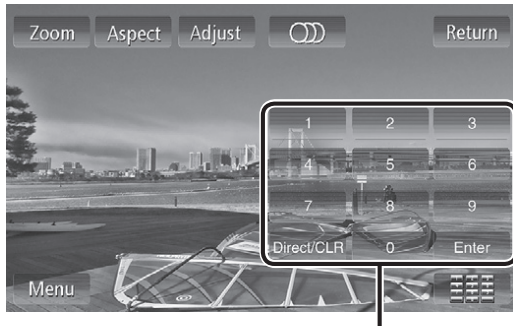 Zoom Aspect Adjust Return
1 2 3
4 5 6
7 8 9
Direct/CLR 0 Enter
Menu